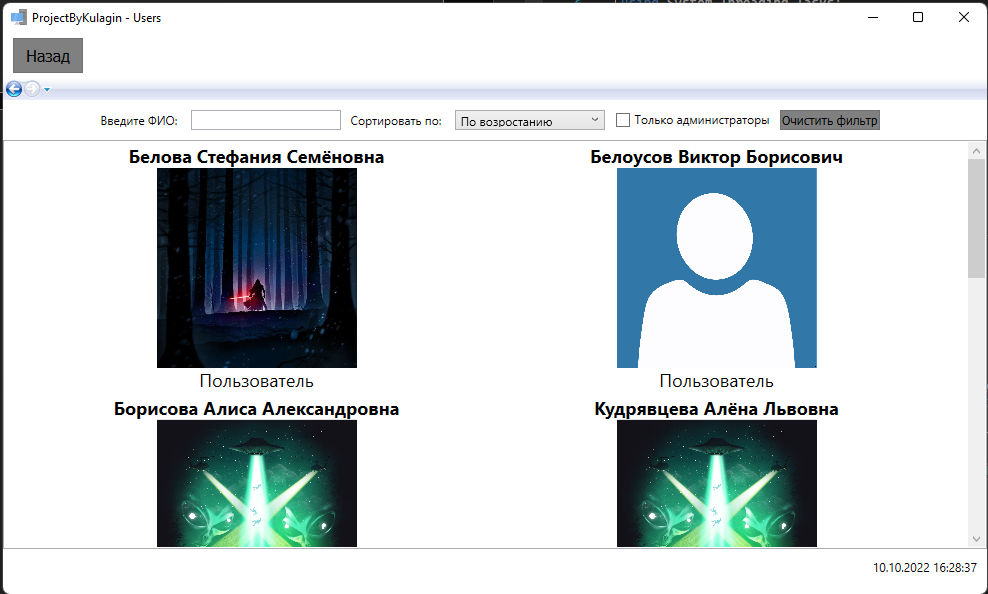 ProjectByKulagin - Users
Назад
Введите ФИО: Сортировать по: По возростанию Только администраторы Очистить фильтр
Белова Стефания Семёновна Белоусов Виктор Борисович
Пользователь Пользователь
Борисова Алиса Александровна Кудрявцева Алёна Львовна
10.10.2022 16:28:37